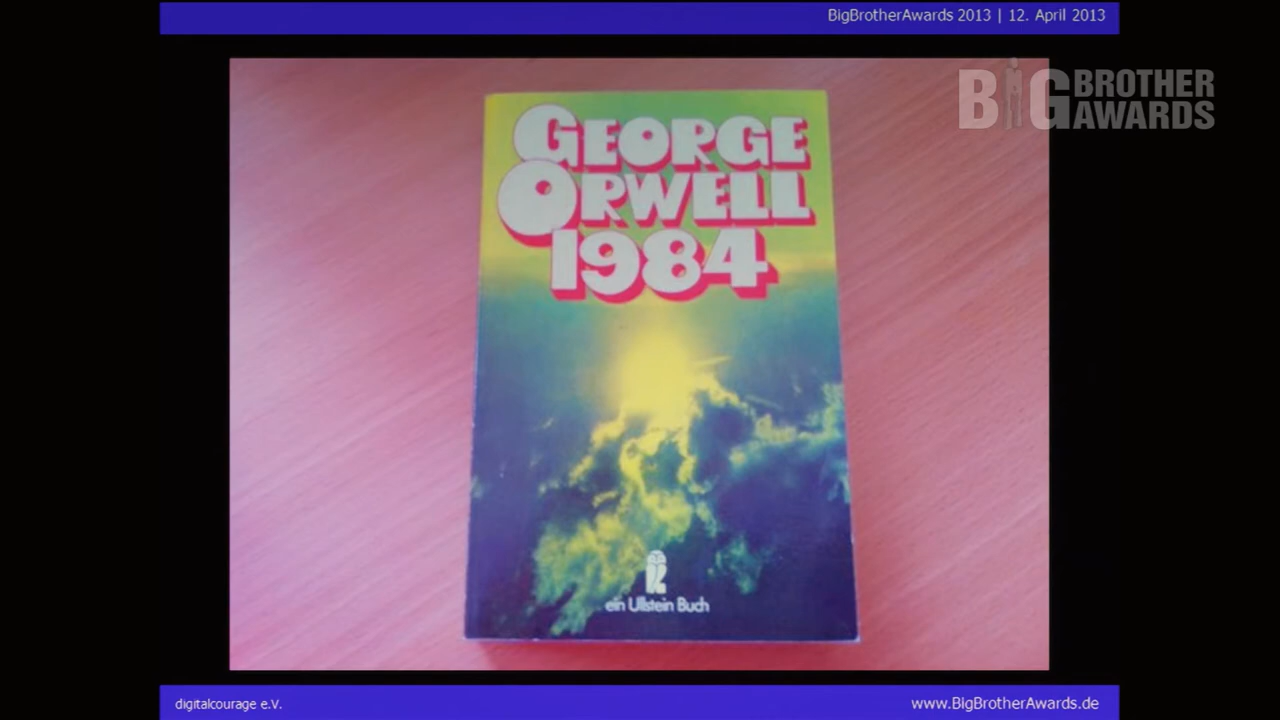 BigBrotherAwards 2013 | 12. April 2013
BIG BROTHER AWARDS
GEORGE
ORWELL
1984
ein Ullstein Buch
digitalcourage e.V.
www.BigBrotherAwards.de